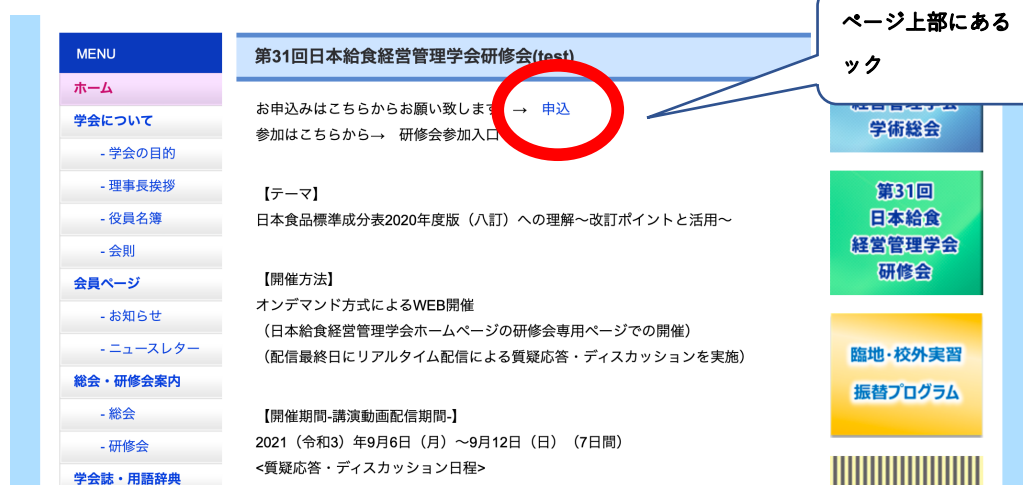 ページ上部にある
ック
MENU
ホーム
学会について
- 学会の目的
- 理事長挨拶
- 役員名簿
- 会則
会員ページ
- お知らせ
- ニュースレター
総会・研修会案内
- 総会
- 研修会
学会誌・用語辞典
第31回日本給食経営管理学会研修会(test)
お申込みはこちらからお願い致します → 申込
参加はこちらから→ 研修会参加入口
【テーマ】
日本食品標準成分表2020年度版（八訂）への理解～改訂ポイントと活用～
【開催方法】
オンデマンド方式によるWEB開催
（日本給食経営管理学会ホームページの研修会専用ページでの開催）
（配信最終日にリアルタイム配信による質疑応答・ディスカッションを実施）
【開催期間-講演動画配信期間-】
2021（令和3）年9月6日（月）～9月12日（日）（7日間）
<質疑応答・ディスカッション日程>
経営管理学会
学術総会
第31回
日本給食
経営管理学会
研修会
臨地・校外実習
振替プログラム